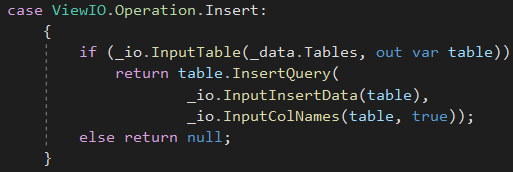 case ViewIO.Operation.Insert:
{
if (_io.InputTable(_data.Tables, out var table))
return table.InsertQuery(
_io.InputInsertData(table),
_io.InputColNames(table, true));
else return null;
}